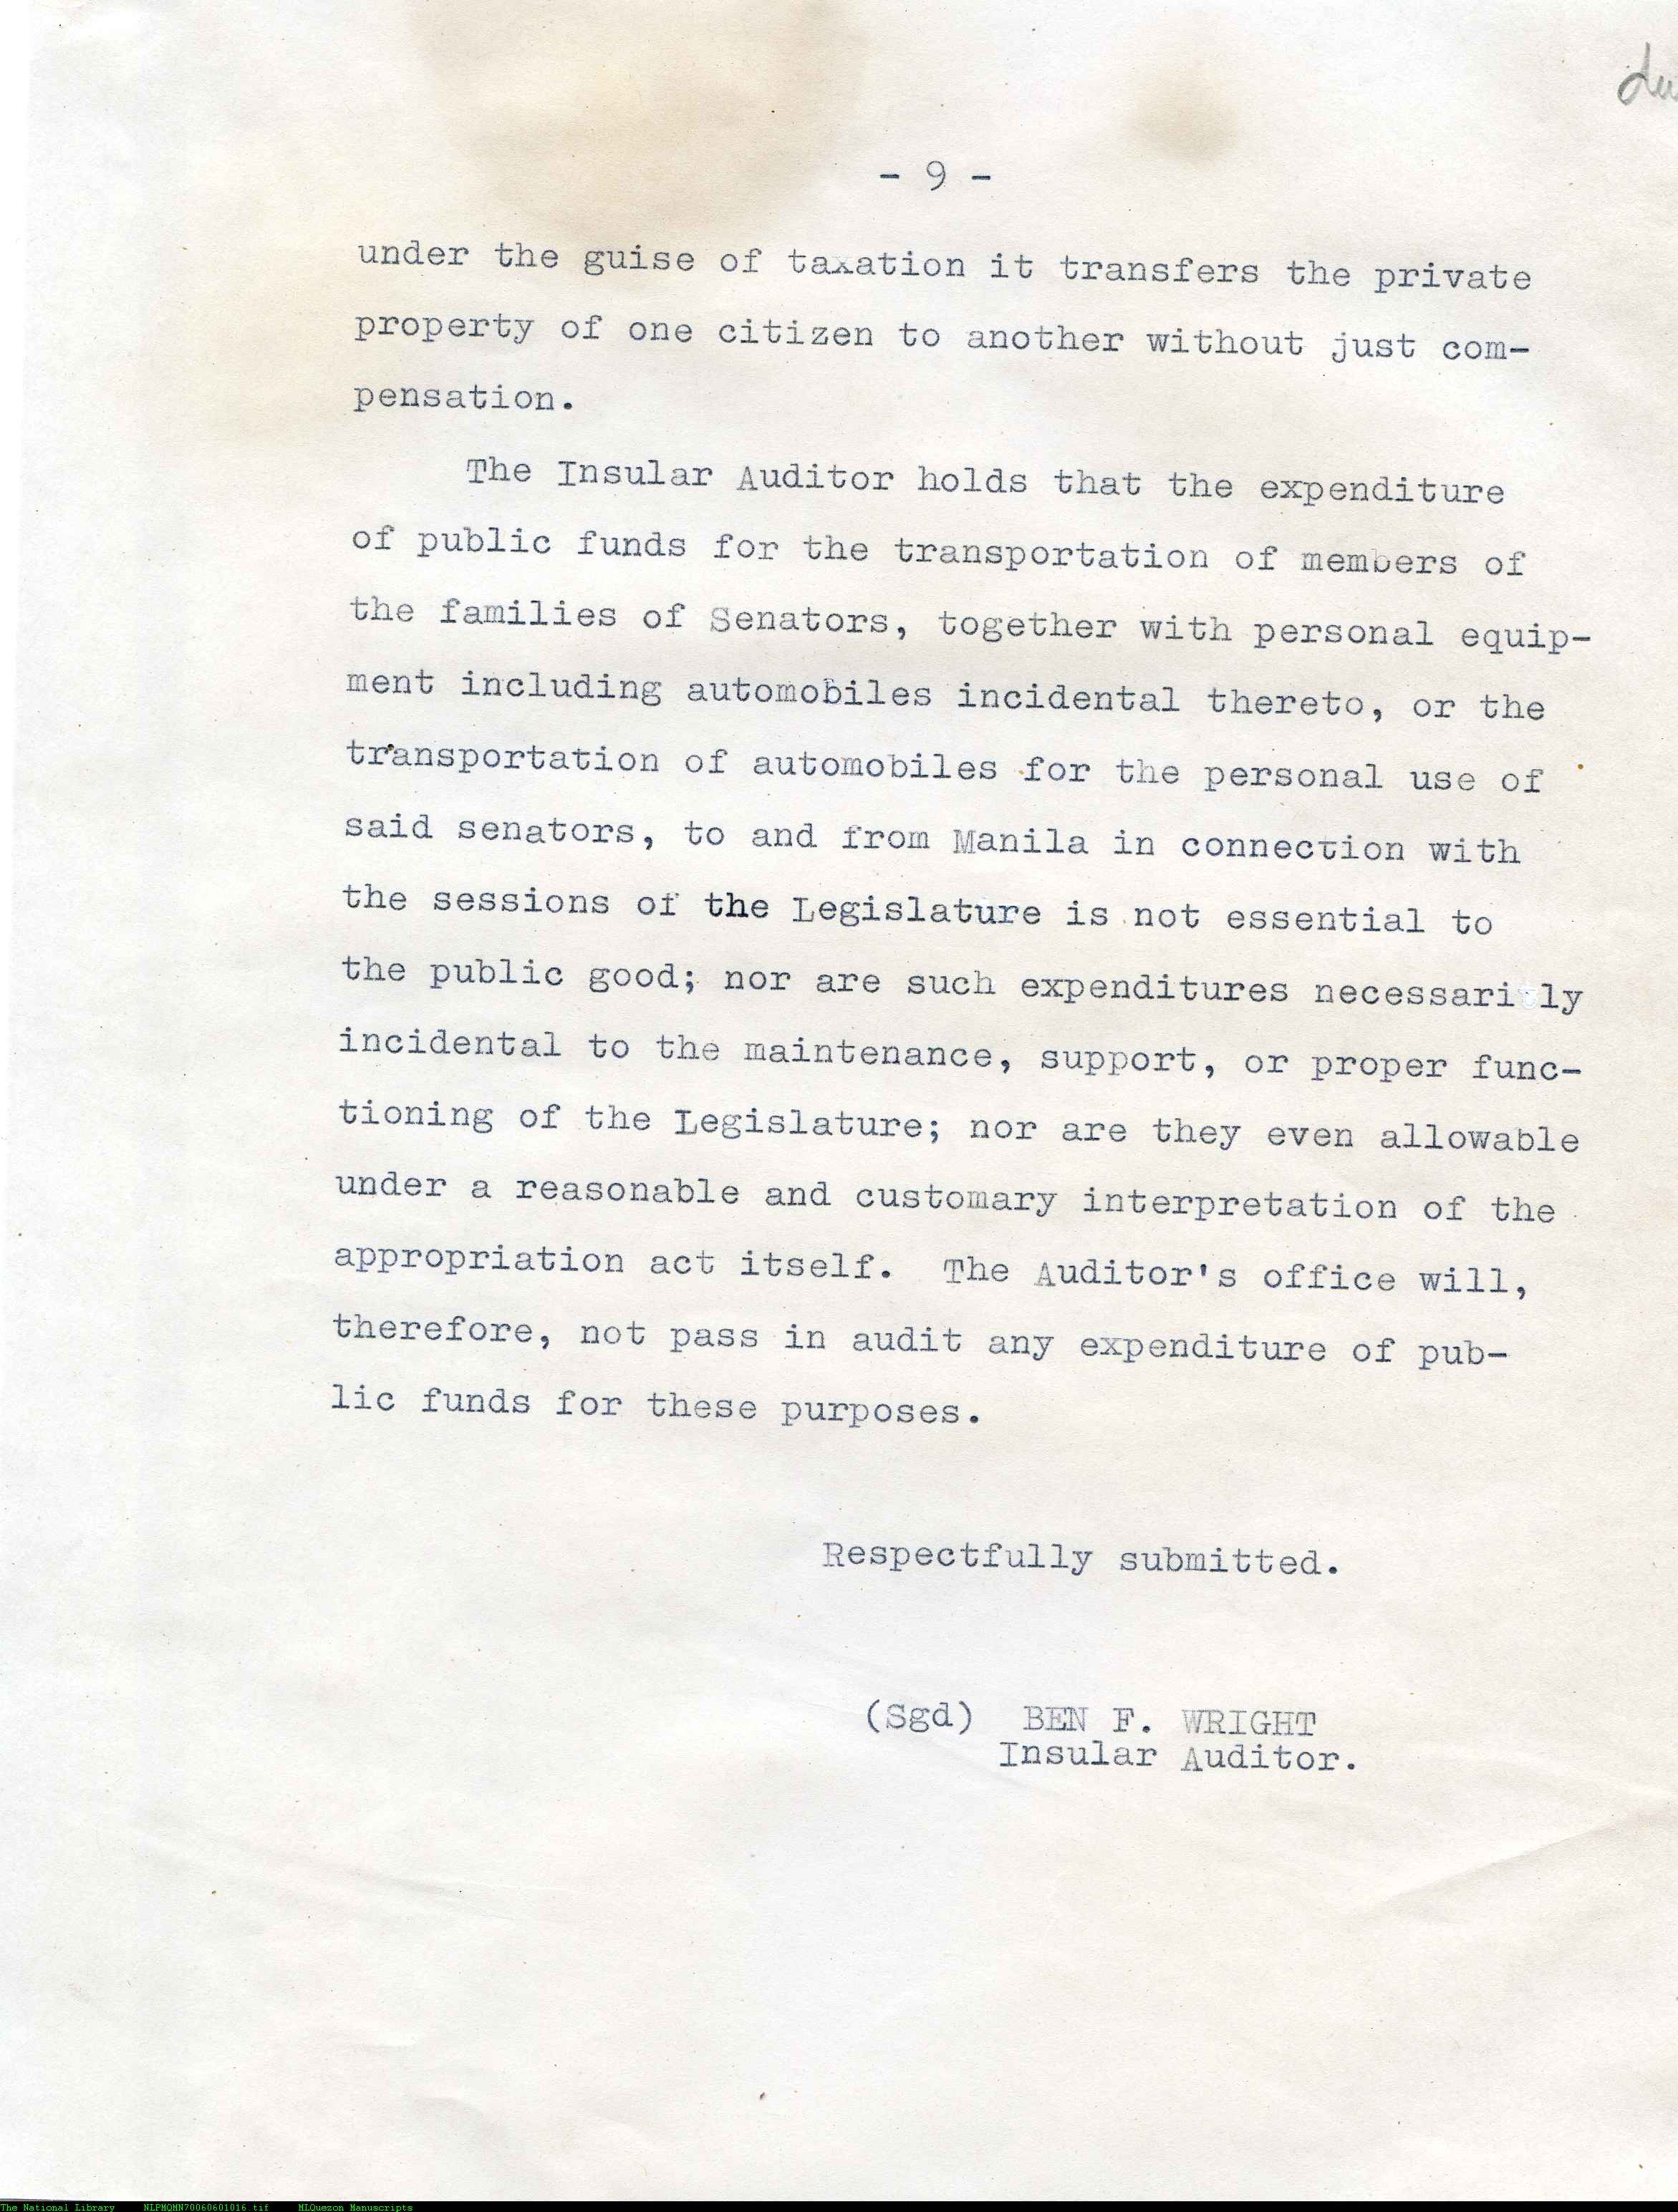 - 9 -
under the guise of taxation it transfers the private
property of one citizen to another without just com-
pensation.
The Insular Auditor holds that the expenditure
of public funds for the transportation of members of
the families of Senators, together with personal equip-
ment including automobiles incidental thereto, or the
transportation of automobiles for the personal use of
said senators, to and from Manila in connection with
the sessions of the Legislature is not essential to
the public good; nor are such expenditures necessarily
incidental to the maintenance, support, or proper func-
tioning of the Legislature; nor are they even allowable
under a reasonable and customary interpretation of the
appropriation act itself. The Auditor's office will,
therefore, not pass in audit any expenditure of pub-
lic funds for these purposes.
Respectfully submitted.
(Sgd) BEN F. WRIGHT
Insular Auditor.
The National Library NLPMQMN70060601016.tif MLQuezon Manuscripts